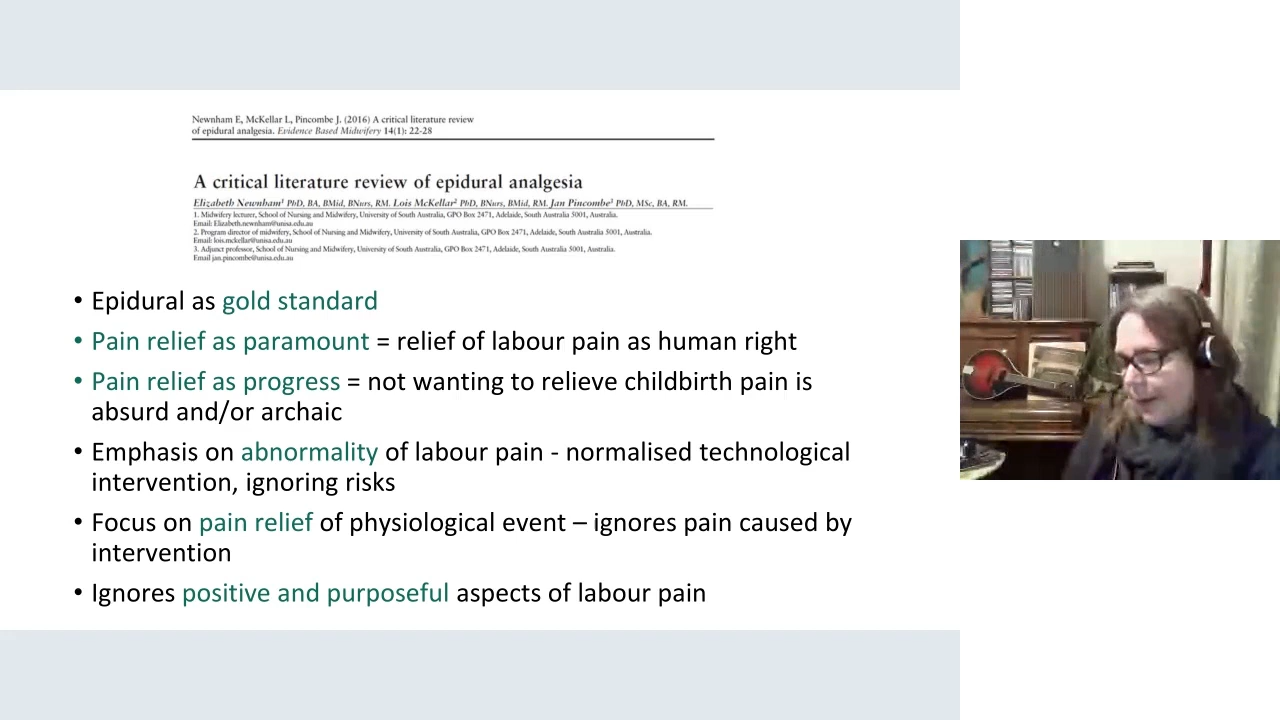 Newnham E, McKellar L, Pincombe J. (2016) A critical literature review
of epidural analgesia. Evidence Based Midwifery 14(1): 22-28
A critical literature review of epidural analgesia
Elizabeth Newnham¹ PhD, BA, BMid, BNurs, RM. Lois McKellar² PhD, BNurs, BMid, RM. Jan Pincombe³ PhD, MSc, BA, RM.
1. Midwifery lecturer, School of Nursing and Midwifery, University of South Australia, GPO Box 2471, Adelaide, South Australia 5001, Australia.
Email: Elizabeth.newnham@unisa.edu.au
2. Program director of midwifery, School of Nursing and Midwifery, University of South Australia, GPO Box 2471, Adelaide, South Australia 5001, Australia.
Email: lois.mckellar@unisa.edu.au
3. Adjunct professor, School of Nursing and Midwifery, University of South Australia, GPO Box 2471, Adelaide, South Australia 5001, Australia.
Email jan.pincombe@unisa.edu.au
• Epidural as gold standard
• Pain relief as paramount = relief of labour pain as human right
• Pain relief as progress = not wanting to relieve childbirth pain is
absurd and/or archaic
• Emphasis on abnormality of labour pain - normalised technological
intervention, ignoring risks
• Focus on pain relief of physiological event – ignores pain caused by
intervention
• Ignores positive and purposeful aspects of labour pain